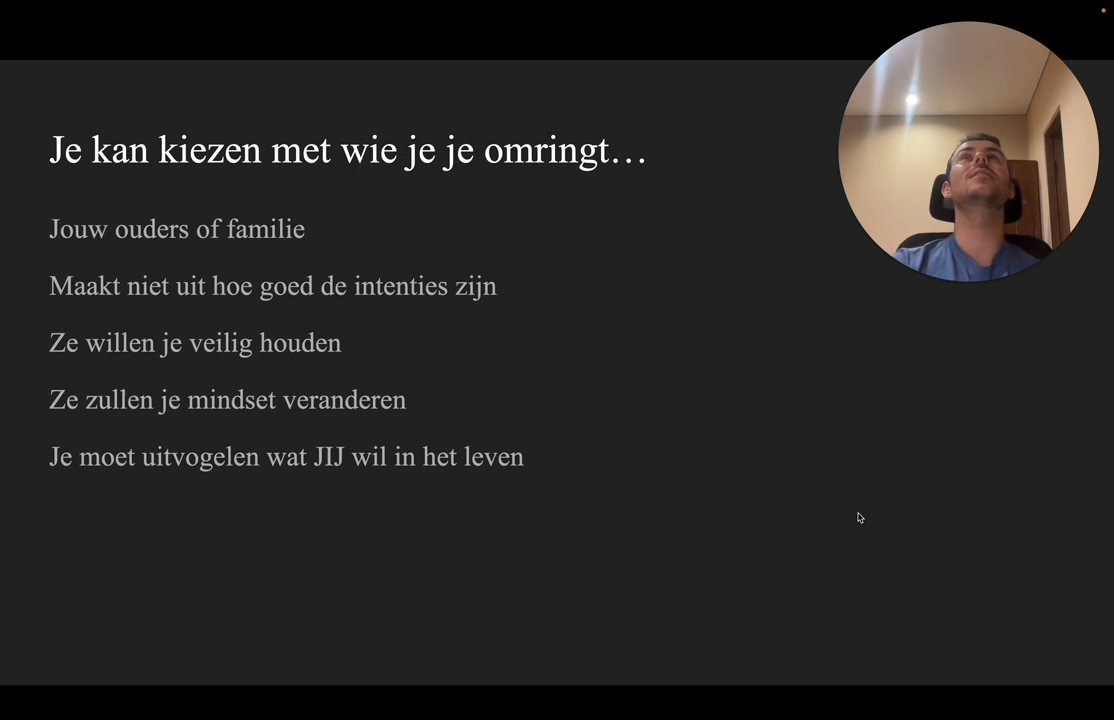 Je kan kiezen met wie je je omringt…
Jouw ouders of familie
Maakt niet uit hoe goed de intenties zijn
Ze willen je veilig houden
Ze zullen je mindset veranderen
Je moet uitvogelen wat JIJ wil in het leven